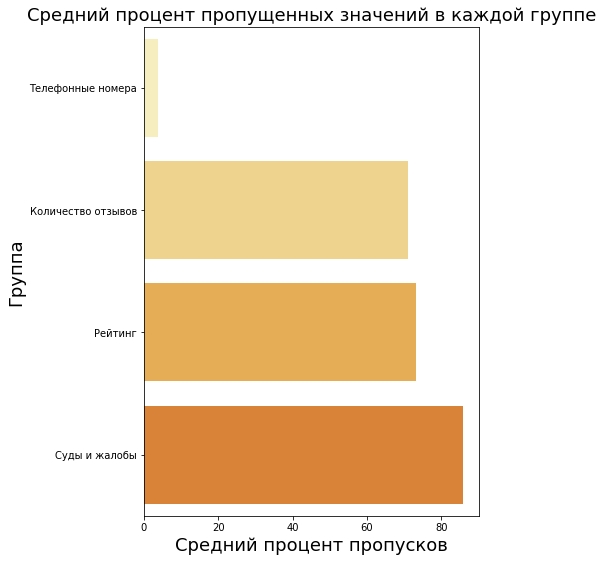 Средний процент пропущенных значений в каждой группе
Группа
Телефонные номера
Количество отзывов
Рейтинг
Суды и жалобы
0 20 40 60 80
Средний процент пропусков